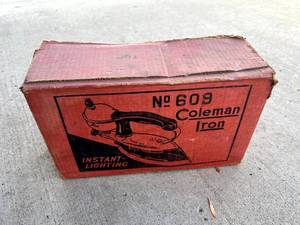 No 609
Coleman
Iron
INSTANT-
LIGHTING